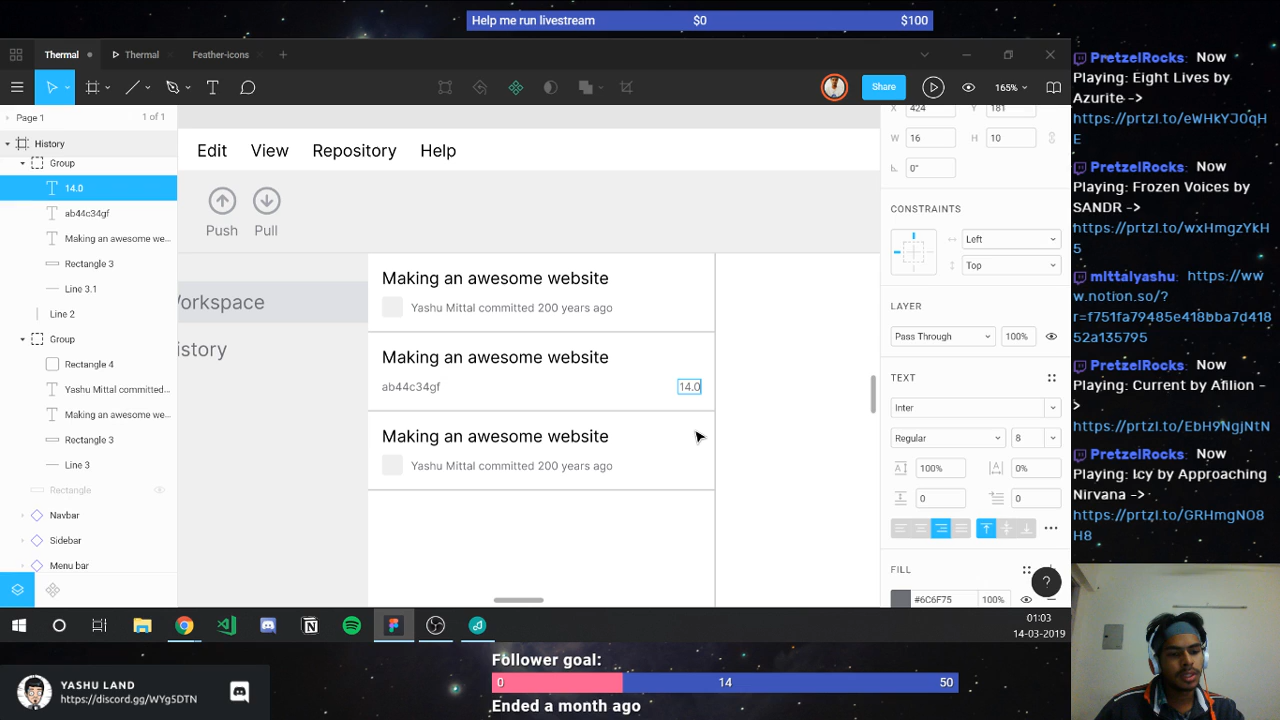 Help me run livestream $0 $100
Thermal Thermal Feather-icons
Share 165%
Page 1 1 of 1
History
Group
14.0
ab44c34gf
Making an awesome we...
Rectangle 3
Line 3.1
Line 2
Group
Rectangle 4
Yashu Mittal committed...
Making an awesome we...
Rectangle 3
Line 3
Rectangle
Navbar
Sidebar
Menu bar
Edit View Repository Help
Push Pull
Workspace
istory
Making an awesome website
Yashu Mittal committed 200 years ago
Making an awesome website
ab44c34gf 14.0
Making an awesome website
Yashu Mittal committed 200 years ago
X 424 Y 181
W 16 H 10
0°
CONSTRAINTS
Left
Top
LAYER
Pass Through 100%
TEXT
Inter
Regular 8
100% 0%
0 0
FILL
#6C6F75 100%
?
01:03
14-03-2019
PretzelRocks: Now
Playing: Eight Lives by
Azurite ->
https://prtzl.to/eWHkYJ0qH
E
PretzelRocks: Now
Playing: Frozen Voices by
SANDR ->
https://prtzl.to/wxHmgzYkH
5
mittalyashu: https://ww
w.notion.so/?
r=f751fa79485e418bba7d418
52a135795
PretzelRocks: Now
Playing: Current by Afilion -
>
https://prtzl.to/EbH9NgjNtN
PretzelRocks: Now
Playing: Icy by Approaching
Nirvana ->
https://prtzl.to/GRHmgNO8
H8
YASHU LAND
https://discord.gg/WYg5DTN
Follower goal:
0 14 50
Ended a month ago